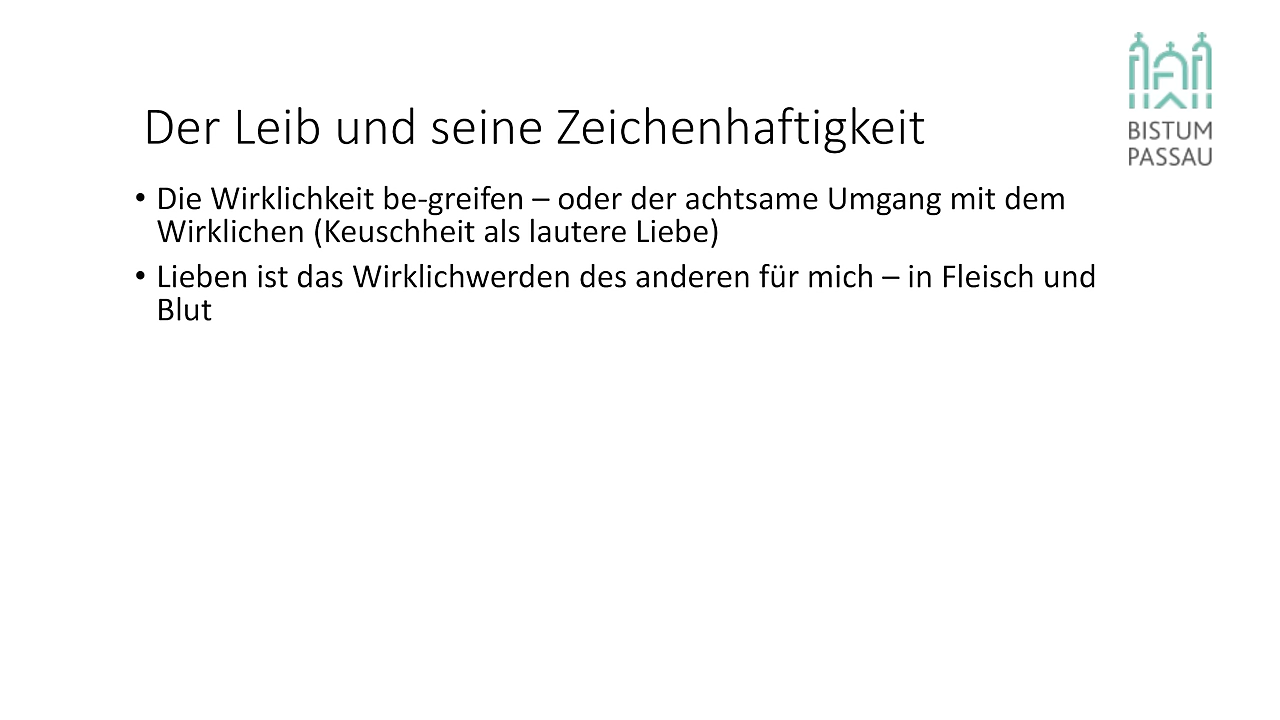 BISTUM
PASSAU
Der Leib und seine Zeichenhaftigkeit
• Die Wirklichkeit be-greifen – oder der achtsame Umgang mit dem
Wirklichen (Keuschheit als lautere Liebe)
• Lieben ist das Wirklichwerden des anderen für mich – in Fleisch und
Blut